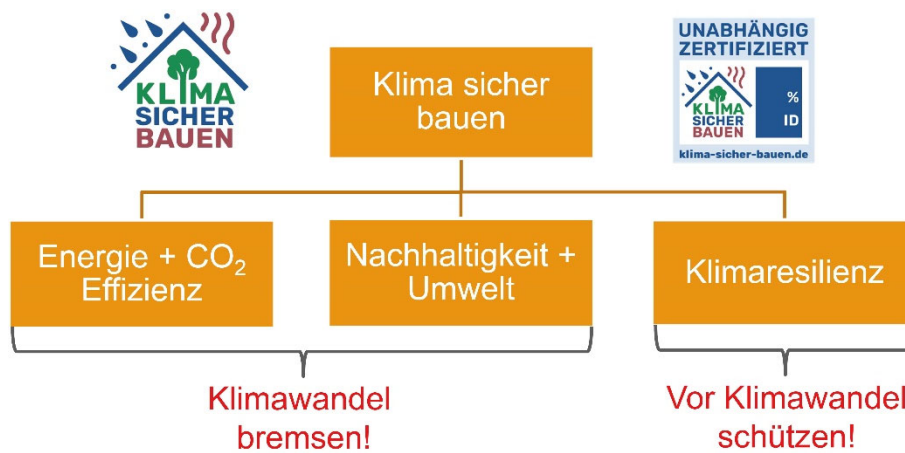 KLIMA
SICHER
BAUEN
Klima sicher
bauen
UNABHÄNGIG
ZERTIFIZIERT
KLIMA
SICHER
BAUEN
%
ID
klima-sicher-bauen.de
Energie + CO₂
Effizienz
Nachhaltigkeit +
Umwelt
Klimaresilienz
Klimawandel
bremsen!
Vor Klimawandel
schützen!